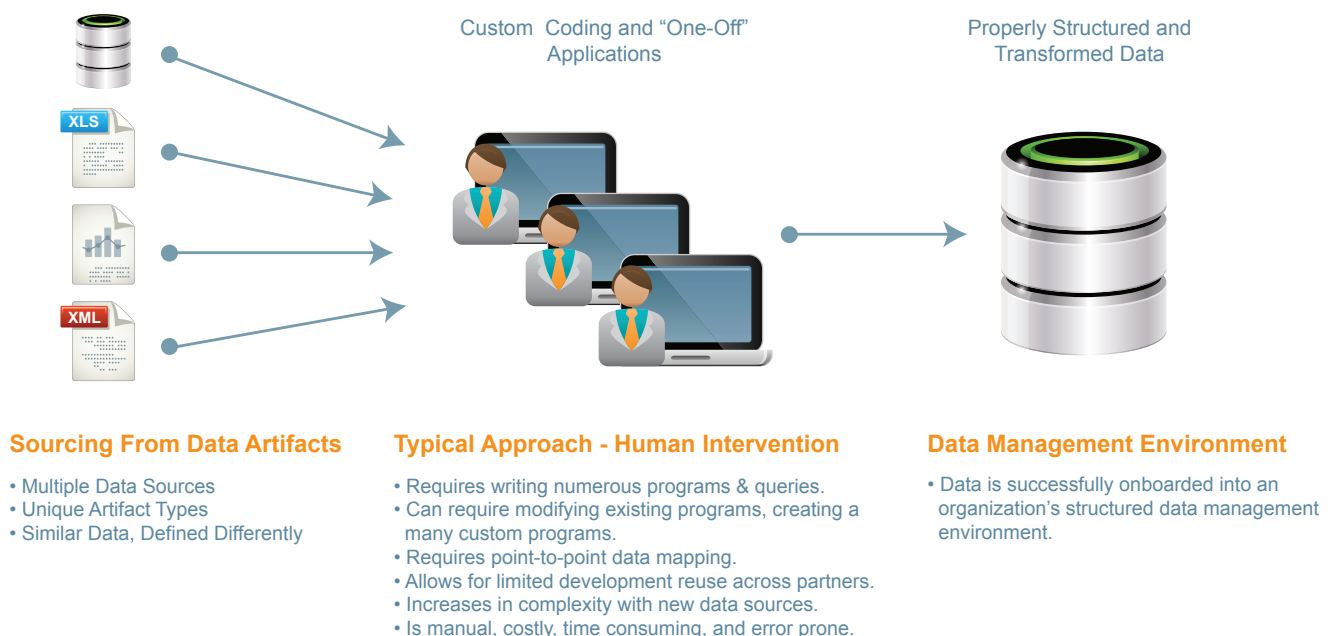 Custom Coding and “One-Off”
Applications
Properly Structured and
Transformed Data
XLS
XML
Sourcing From Data Artifacts
• Multiple Data Sources
• Unique Artifact Types
• Similar Data, Defined Differently
Typical Approach - Human Intervention
• Requires writing numerous programs & queries.
• Can require modifying existing programs, creating a
many custom programs.
• Requires point-to-point data mapping.
• Allows for limited development reuse across partners.
• Increases in complexity with new data sources.
• Is manual, costly, time consuming, and error prone.
Data Management Environment
• Data is successfully onboarded into an
organization’s structured data management
environment.